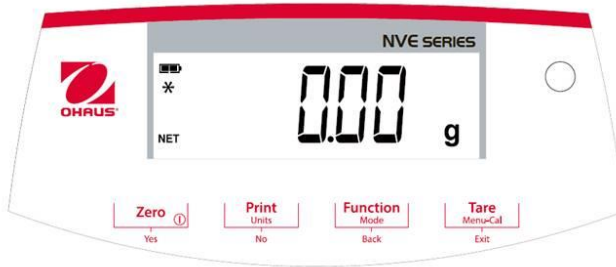 NVE SERIES
OHAUS®
NET
0.00 g
Zero
Yes
Print
Units
No
Function
Mode
Back
Tare
Menu-Cal
Exit